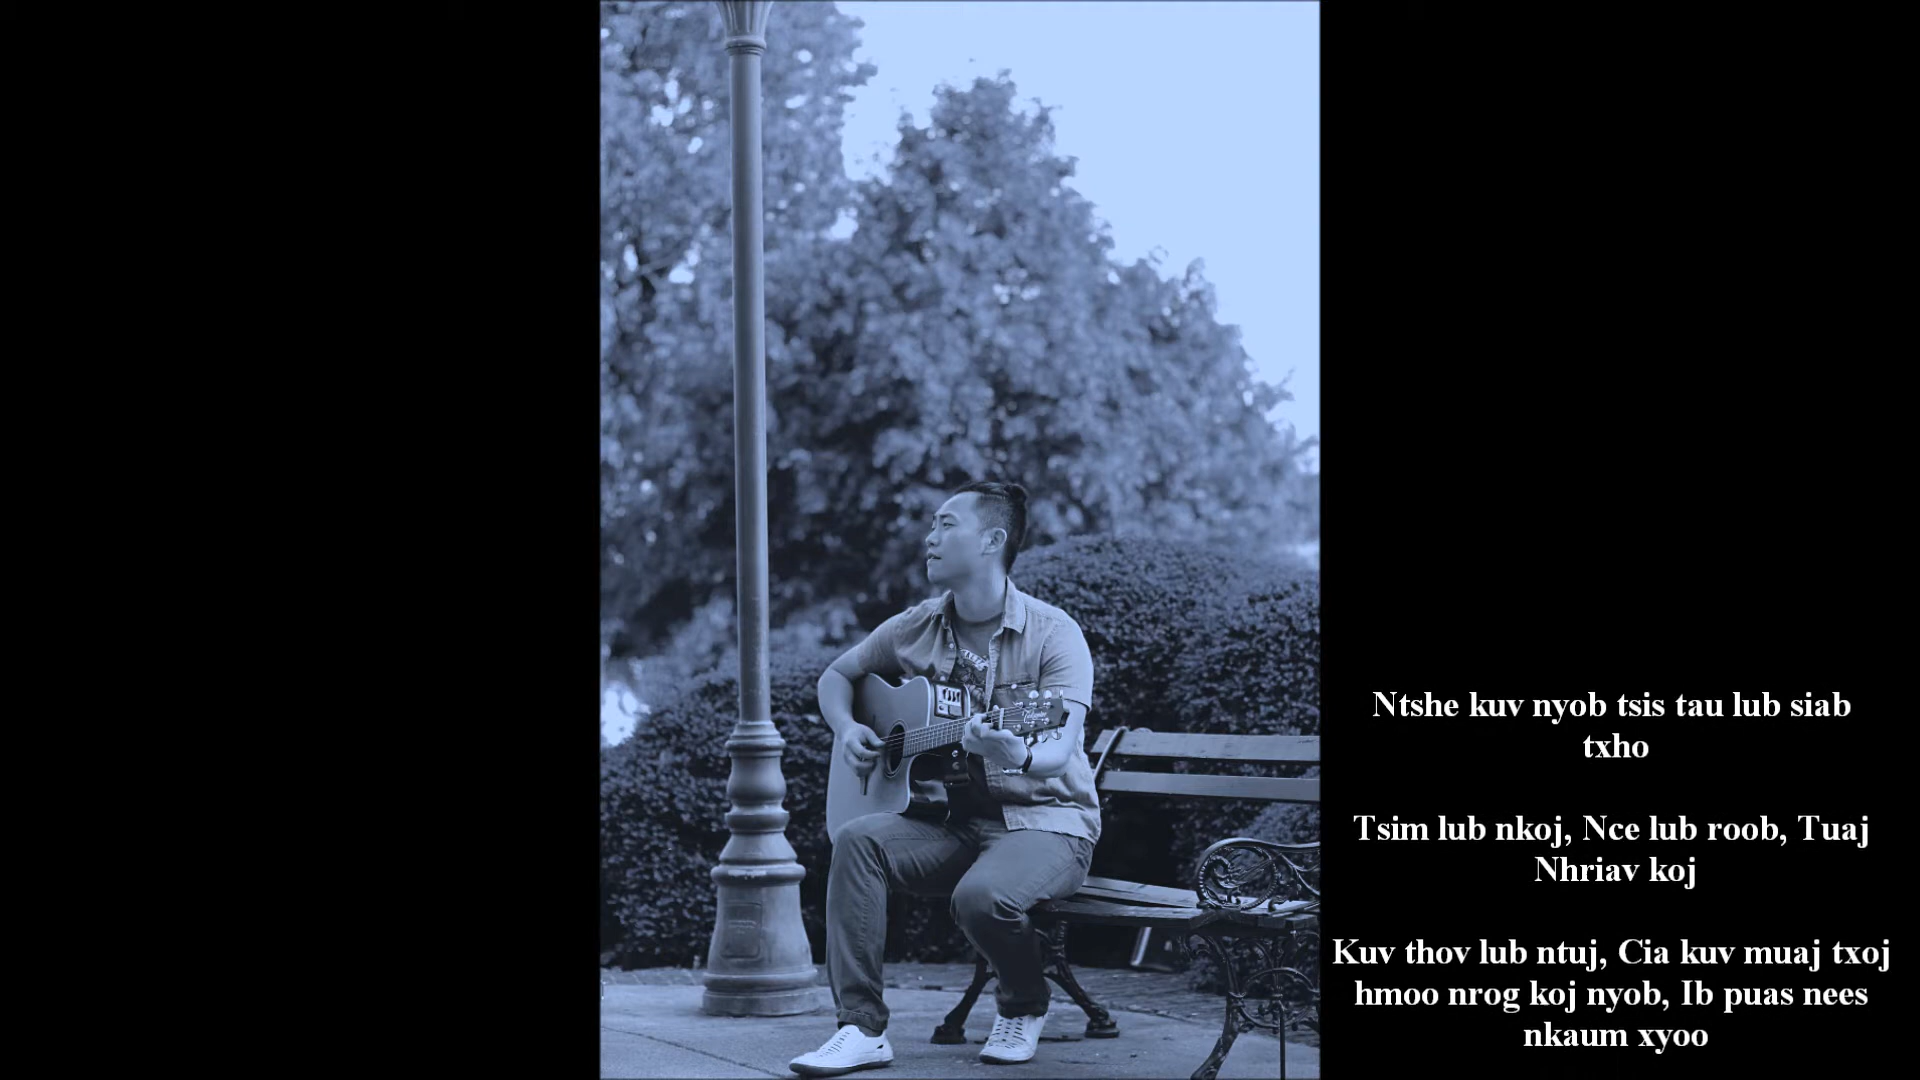 Ntshe kuv nyob tsis tau lub siab
txho
Tsim lub nkoj, Nce lub roob, Tuaj
Nhriav koj
Kuv thov lub ntuj, Cia kuv muaj txoj
hmoo nrog koj nyob, Ib puas nees
nkaum xyoo